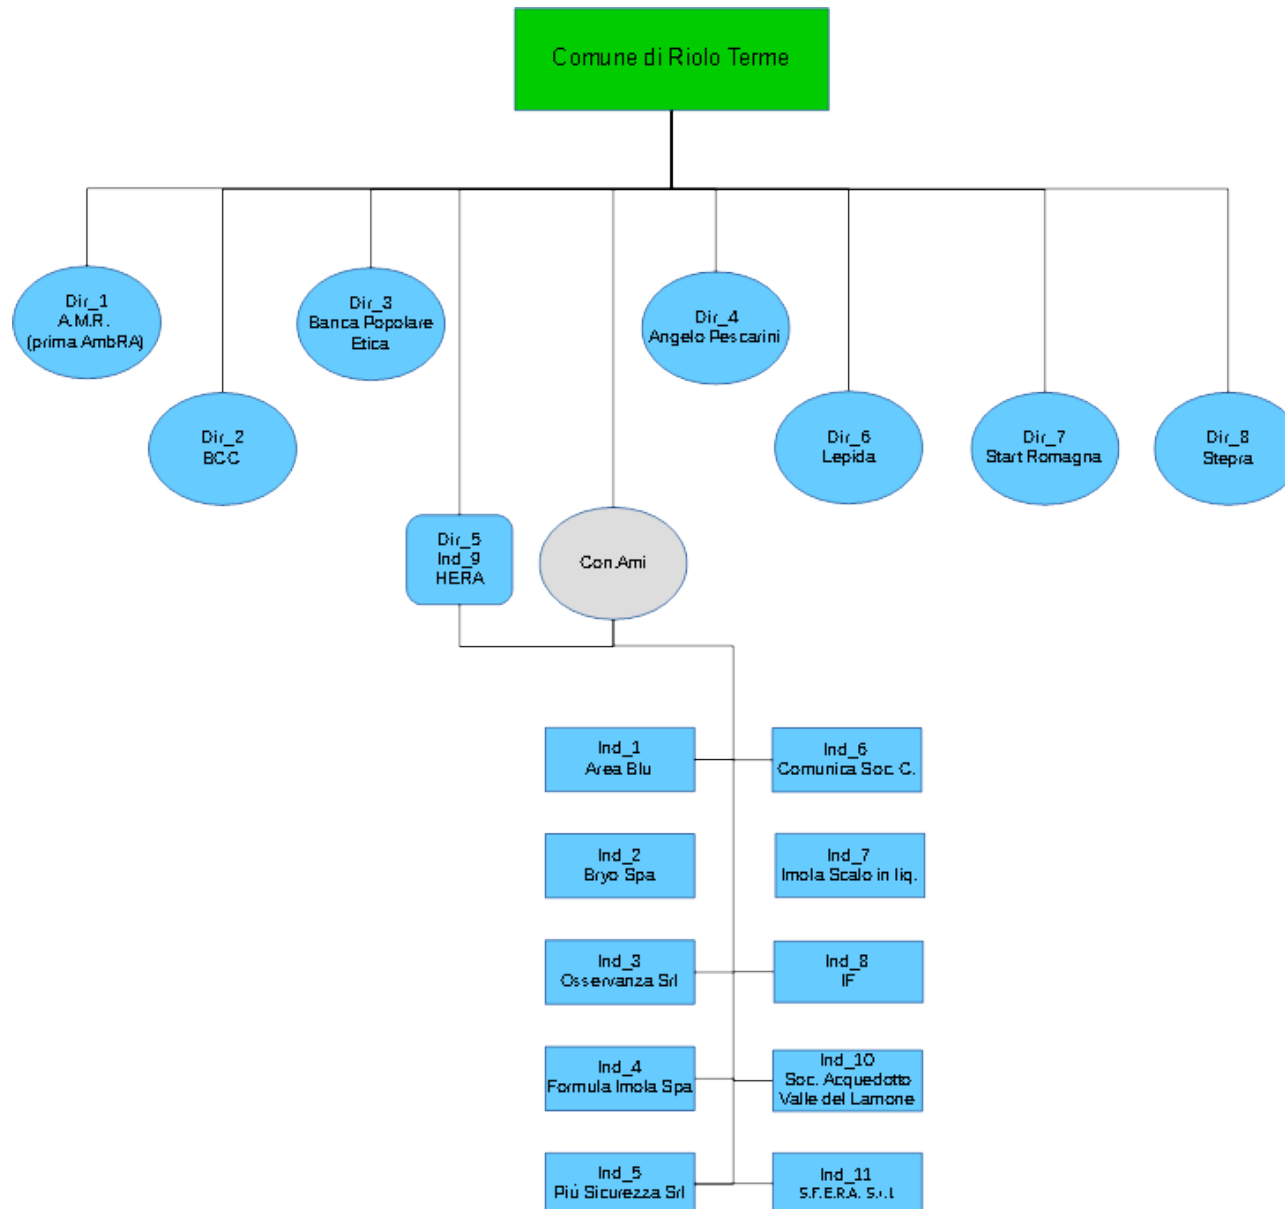 Comune di Riolo Terme
Dir_1
A.M.R.
(prima AmbRA)
Dir_3
Banca Popolare
Etica
Dir_4
Angelo Pescarini
Dir_2
BCC
Dir_6
Lepida
Dir_7
Start Romagna
Dir_8
Stepra
Dir_5
Ind_9
HERA
Con.Ami
Ind_1
Area Blu
Ind_6
Comunica Soc. C.
Ind_2
Bryo Spa
Ind_7
Imola Scalo in liq.
Ind_3
Osservanza Srl
Ind_8
IF
Ind_4
Formula Imola Spa
Ind_10
Soc. Acquedotto
Valle del Lamone
Ind_5
Più Sicurezza Srl
Ind_11
S.F.E.R.A. S.r.l.